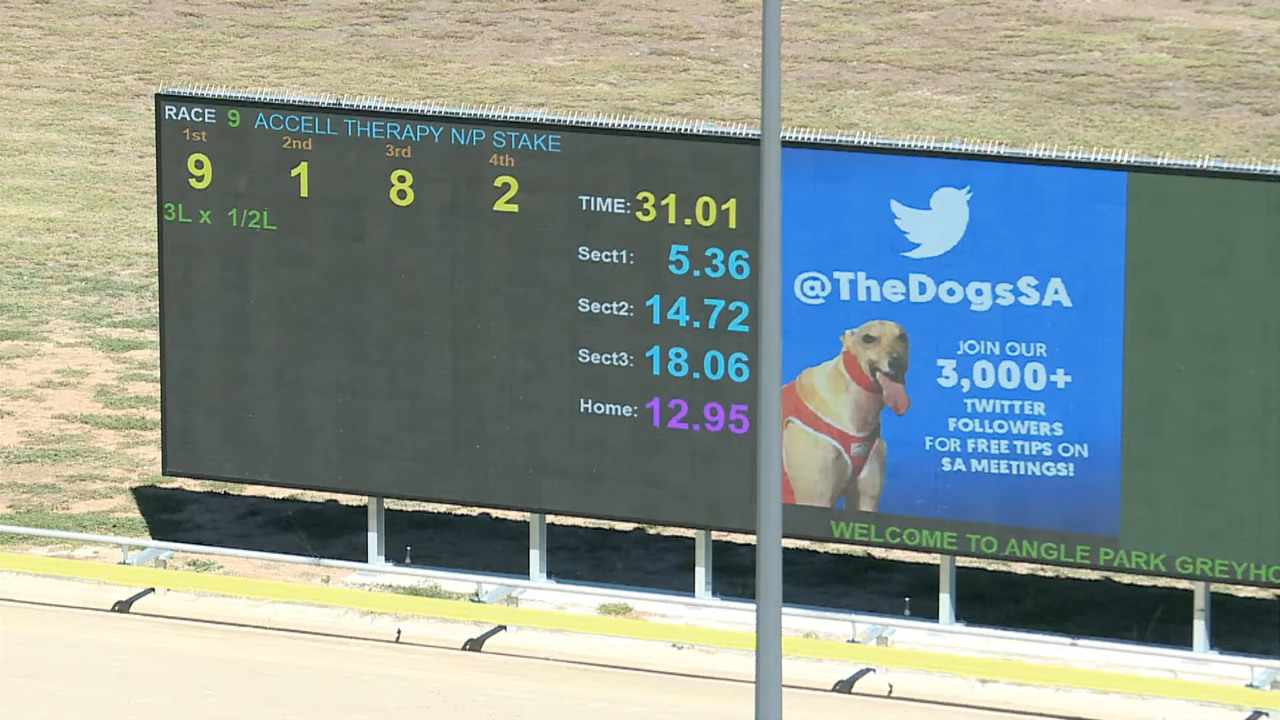 RACE 9 ACCELL THERAPY N/P STAKE
1st 2nd 3rd 4th
9 1 8 2
3L x 1/2L
TIME: 31.01
Sect1: 5.36
Sect2: 14.72
Sect3: 18.06
Home: 12.95
@TheDogsSA
JOIN OUR
3,000+
TWITTER
FOLLOWERS
FOR FREE TIPS ON
SA MEETINGS!
WELCOME TO ANGLE PARK GREYHO